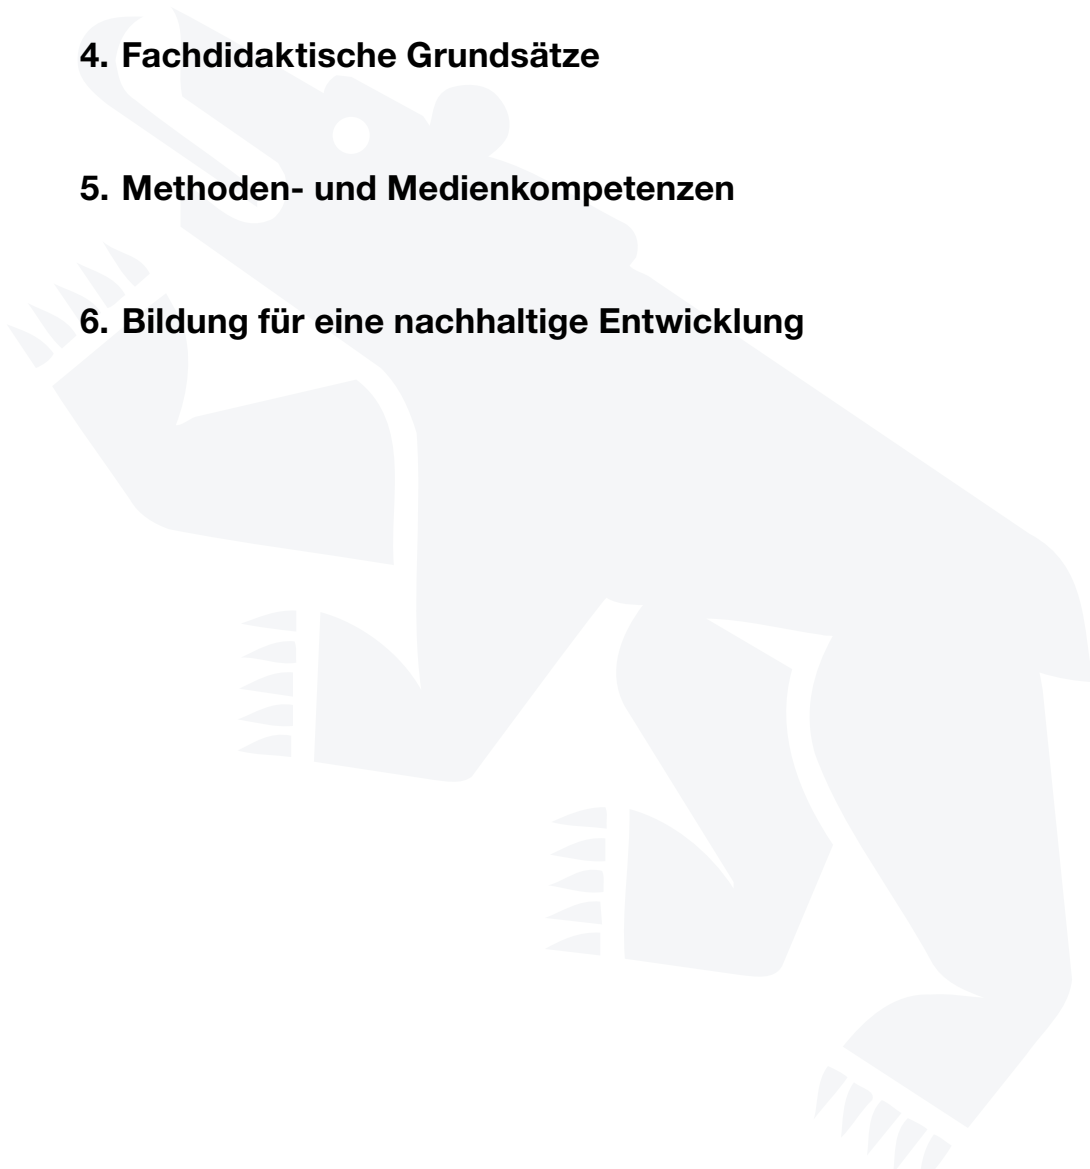 4. Fachdidaktische Grundsätze
5. Methoden- und Medienkompetenzen
6. Bildung für eine nachhaltige Entwicklung